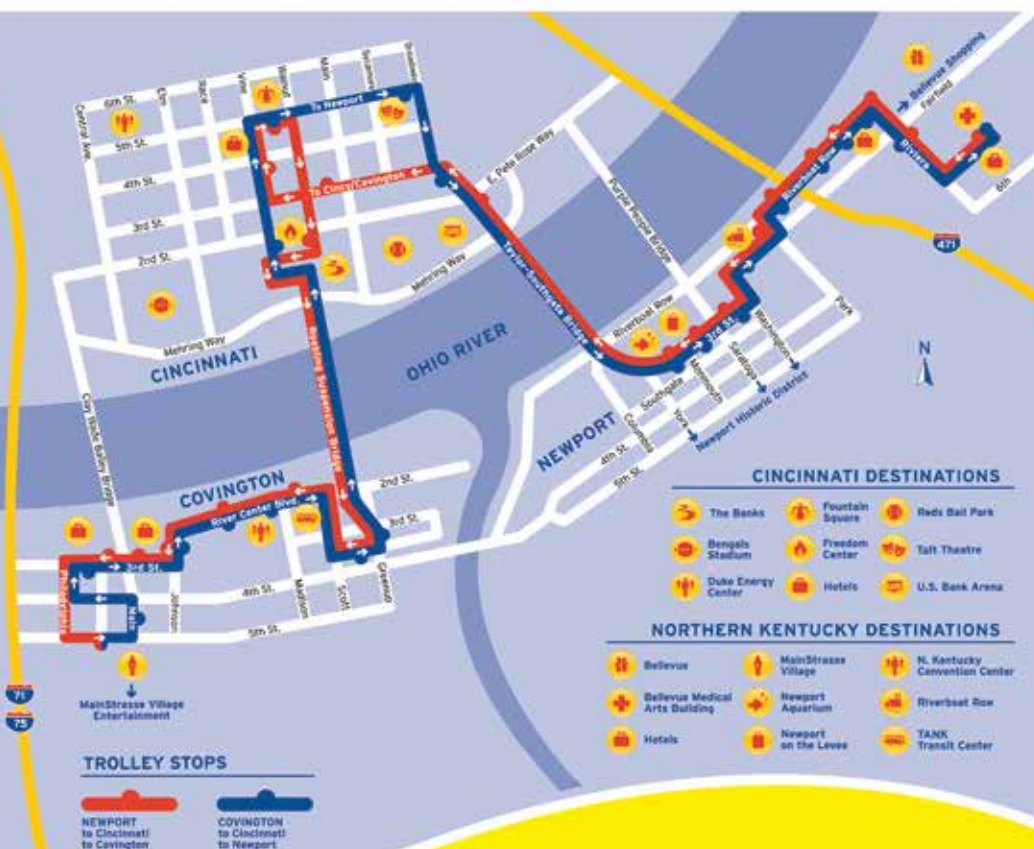 6th St.
Elm
Race
Vine
Walnut
Main
Sycamore
Broadway
Central Ave.
5th St.
4th St.
3rd St.
2nd St.
To Newport
To Cincy/Covington
E. Pete Rose Way
Mehring Way
Mehring Way
CINCINNATI
OHIO RIVER
Taylor-Southgate Bridge
Purple People Bridge
Roebling Suspension Bridge
Clay Wade Bailey Bridge
Bellevue Shopping
Fairfield
Riviera
6th
Riverboat Row
Riverboat Row
471
Park
Washington
Saratoga
Monmouth
York
Southgate
Columbia
3rd St.
4th St.
5th St.
Newport Historic District
NEWPORT
N
COVINGTON
River Center Blvd.
2nd St.
3rd St.
3rd St.
4th St.
5th St.
Philadelphia
Main
Johnson
Madison
Scott
Greenup
71
75
MainStrasse Village
Entertainment
CINCINNATI DESTINATIONS
The Banks
Fountain
Square
Reds Ball Park
Bengals
Stadium
Freedom
Center
Taft Theatre
Duke Energy
Center
Hotels
U.S. Bank Arena
NORTHERN KENTUCKY DESTINATIONS
Bellevue
MainStrasse
Village
N. Kentucky
Convention Center
Bellevue Medical
Arts Building
Newport
Aquarium
Riverboat Row
Hotels
Newport
on the Levee
TANK
Transit Center
TROLLEY STOPS
NEWPORT
to Cincinnati
to Covington
COVINGTON
to Cincinnati
to Newport